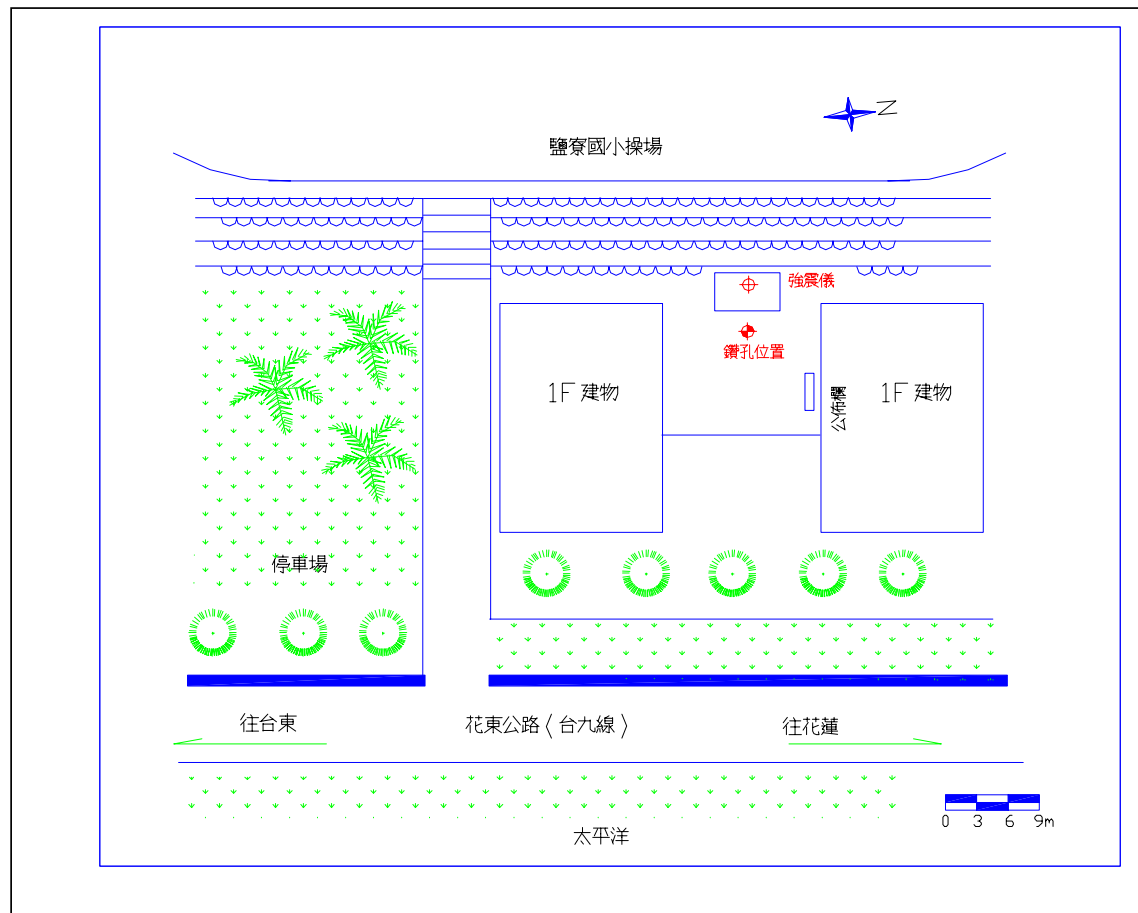 N
鹽寮國小操場
強震儀
鑽孔位置
1F 建物
公佈欄
1F 建物
停車場
往台東
花東公路〈台九線〉
往花蓮
0 3 6 9m
太平洋